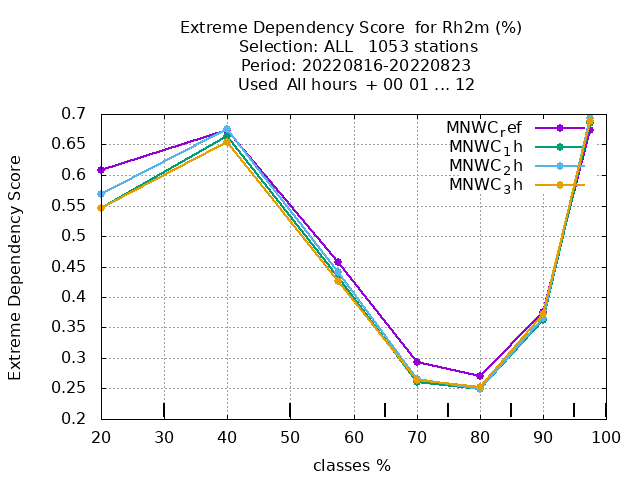 Extreme Dependency Score  for Rh2m (%)
Selection: ALL   1053 stations
Period: 20220816-20220823
Used  All hours  + 00 01 ... 12
Extreme Dependency Score
0.7
0.65
0.6
0.55
0.5
0.45
0.4
0.35
0.3
0.25
0.2
MNWC_ref
MNWC_1h
MNWC_2h
MNWC_3h
20 30 40 50 60 70 80 90 100
classes %